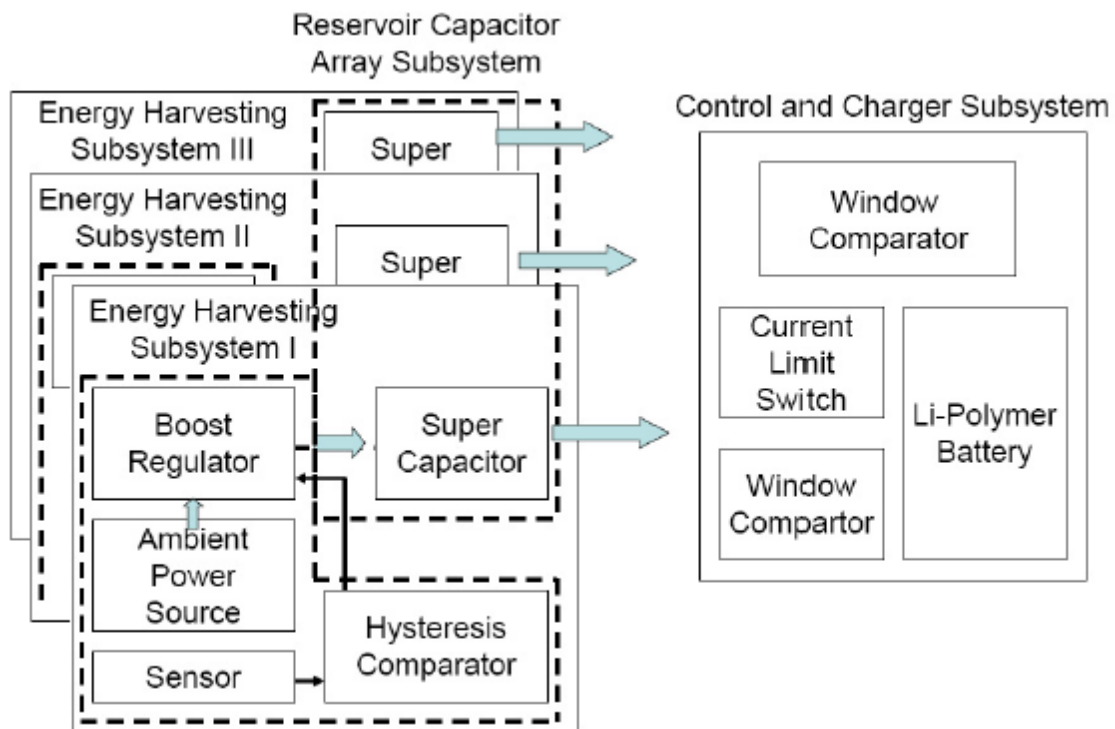 Reservoir Capacitor
Array Subsystem
Energy Harvesting
Subsystem III
Super
Energy Harvesting
Subsystem II
Super
Energy Harvesting
Subsystem I
Boost
Regulator
Super
Capacitor
Ambient
Power
Source
Hysteresis
Comparator
Sensor
Control and Charger Subsystem
Window
Comparator
Current
Limit
Switch
Li-Polymer
Battery
Window
Compartor